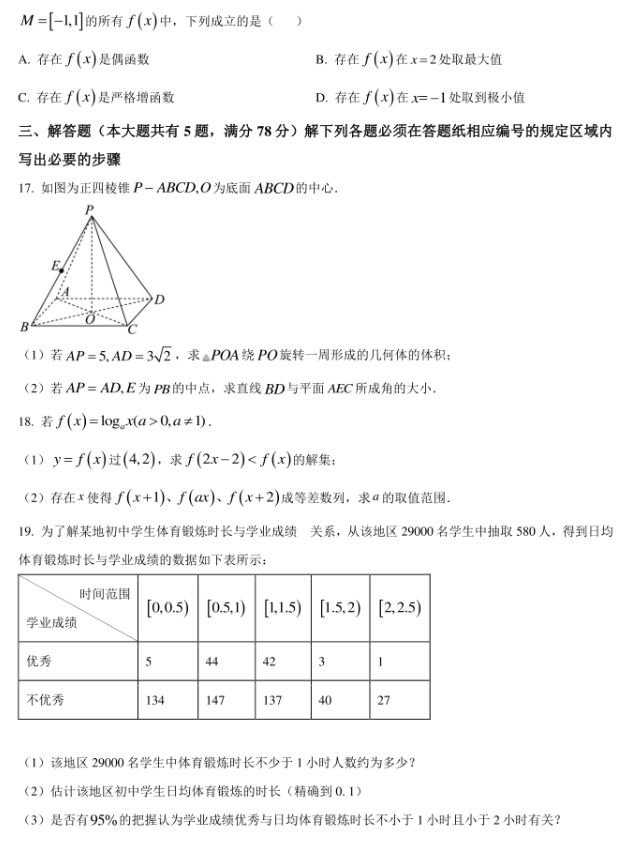 M=[−1,1]的所有 f(x) 中，下列成立的是（    ）
A. 存在 f(x) 是偶函数    B. 存在 f(x) 在 x=2 处取最大值
C. 存在 f(x) 是严格增函数    D. 存在 f(x) 在 x=−1 处取到极小值
三、解答题（本大题共有 5 题，满分 78 分）解下列各题必须在答题纸相应编号的规定区域内
写出必要的步骤
17. 如图为正四棱锥 P−ABCD,O 为底面 ABCD 的中心.
P
E
A
D
O
B
C
（1）若 AP=5, AD=3√2，求△POA 绕 PO 旋转一周形成的几何体的体积；
（2）若 AP=AD, E 为 PB 的中点，求直线 BD 与平面 AEC 所成角的大小.
18. 若 f(x)=logₐx(a>0,a≠1).
（1）y=f(x) 过 (4,2)，求 f(2x−2)<f(x) 的解集；
（2）存在 x 使得 f(x+1)、f(ax)、f(x+2) 成等差数列，求 a 的取值范围.
19. 为了解某地初中学生体育锻炼时长与学业成绩 关系，从该地区 29000 名学生中抽取 580 人，得到日均
体育锻炼时长与学业成绩的数据如下表所示：
时间范围 学业成绩 [0,0.5) [0.5,1) [1,1.5) [1.5,2) [2,2.5)
优秀 5 44 42 3 1
不优秀 134 147 137 40 27
（1）该地区 29000 名学生中体育锻炼时长不少于 1 小时人数约为多少？
（2）估计该地区初中学生日均体育锻炼的时长（精确到 0.1）
（3）是否有 95% 的把握认为学业成绩优秀与日均体育锻炼时长不小于 1 小时且小于 2 小时有关？